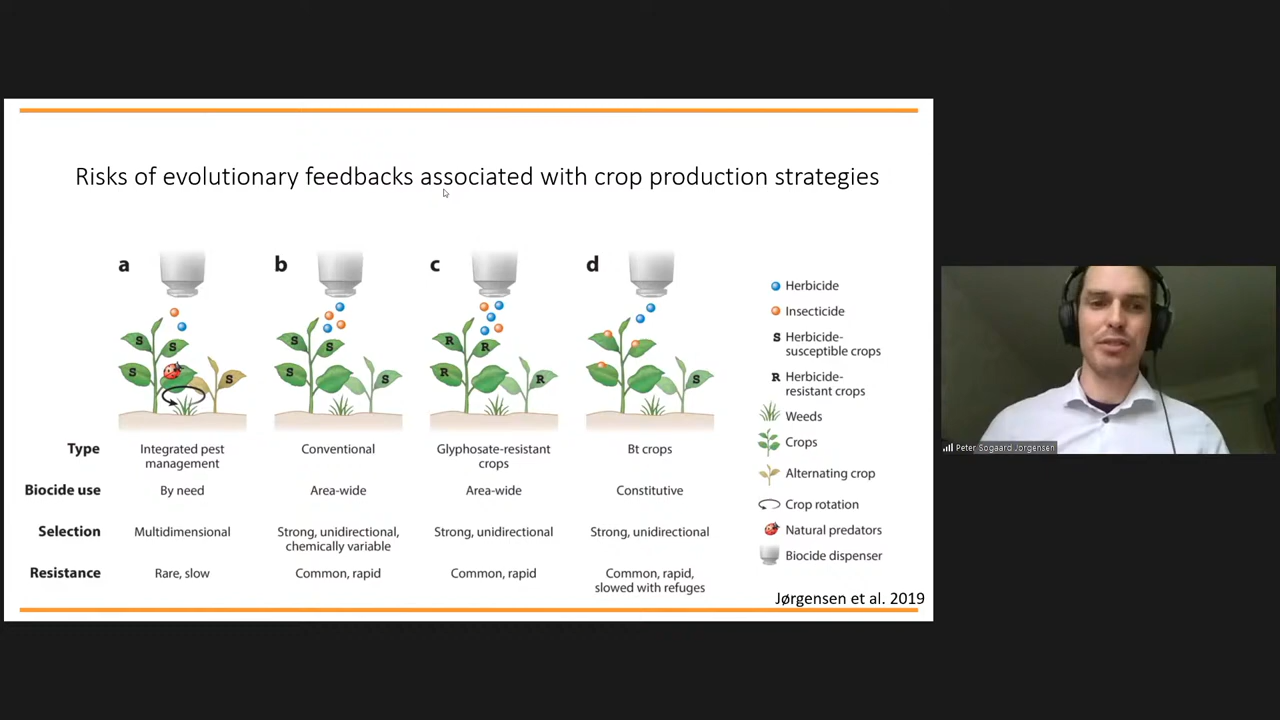 Risks of evolutionary feedbacks associated with crop production strategies
a
b
c
d
S
S
S
S
S
S
S
S
R
R
R
R
S
Herbicide
Insecticide
S Herbicide-
susceptible crops
R Herbicide-
resistant crops
Weeds
Crops
Alternating crop
Crop rotation
Natural predators
Biocide dispenser
Type Integrated pest Conventional Glyphosate-resistant Bt crops
management crops
Biocide use By need Area-wide Area-wide Constitutive
Selection Multidimensional Strong, unidirectional, Strong, unidirectional Strong, unidirectional
chemically variable
Resistance Rare, slow Common, rapid Common, rapid Common, rapid,
slowed with refuges
Jørgensen et al. 2019
Peter Sogaard Jorgensen